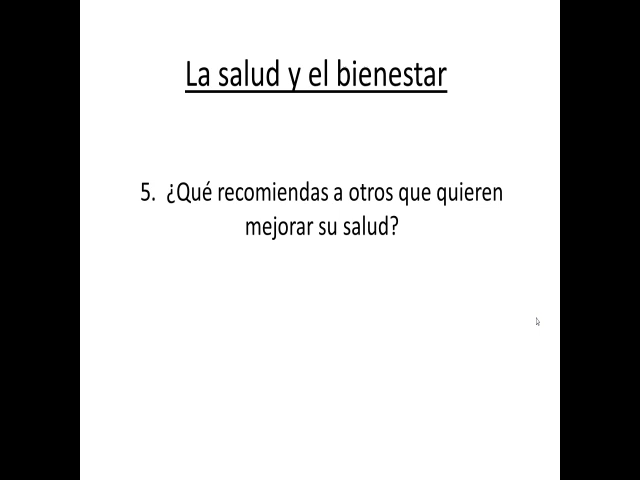 La salud y el bienestar
5. ¿Qué recomiendas a otros que quieren
mejorar su salud?